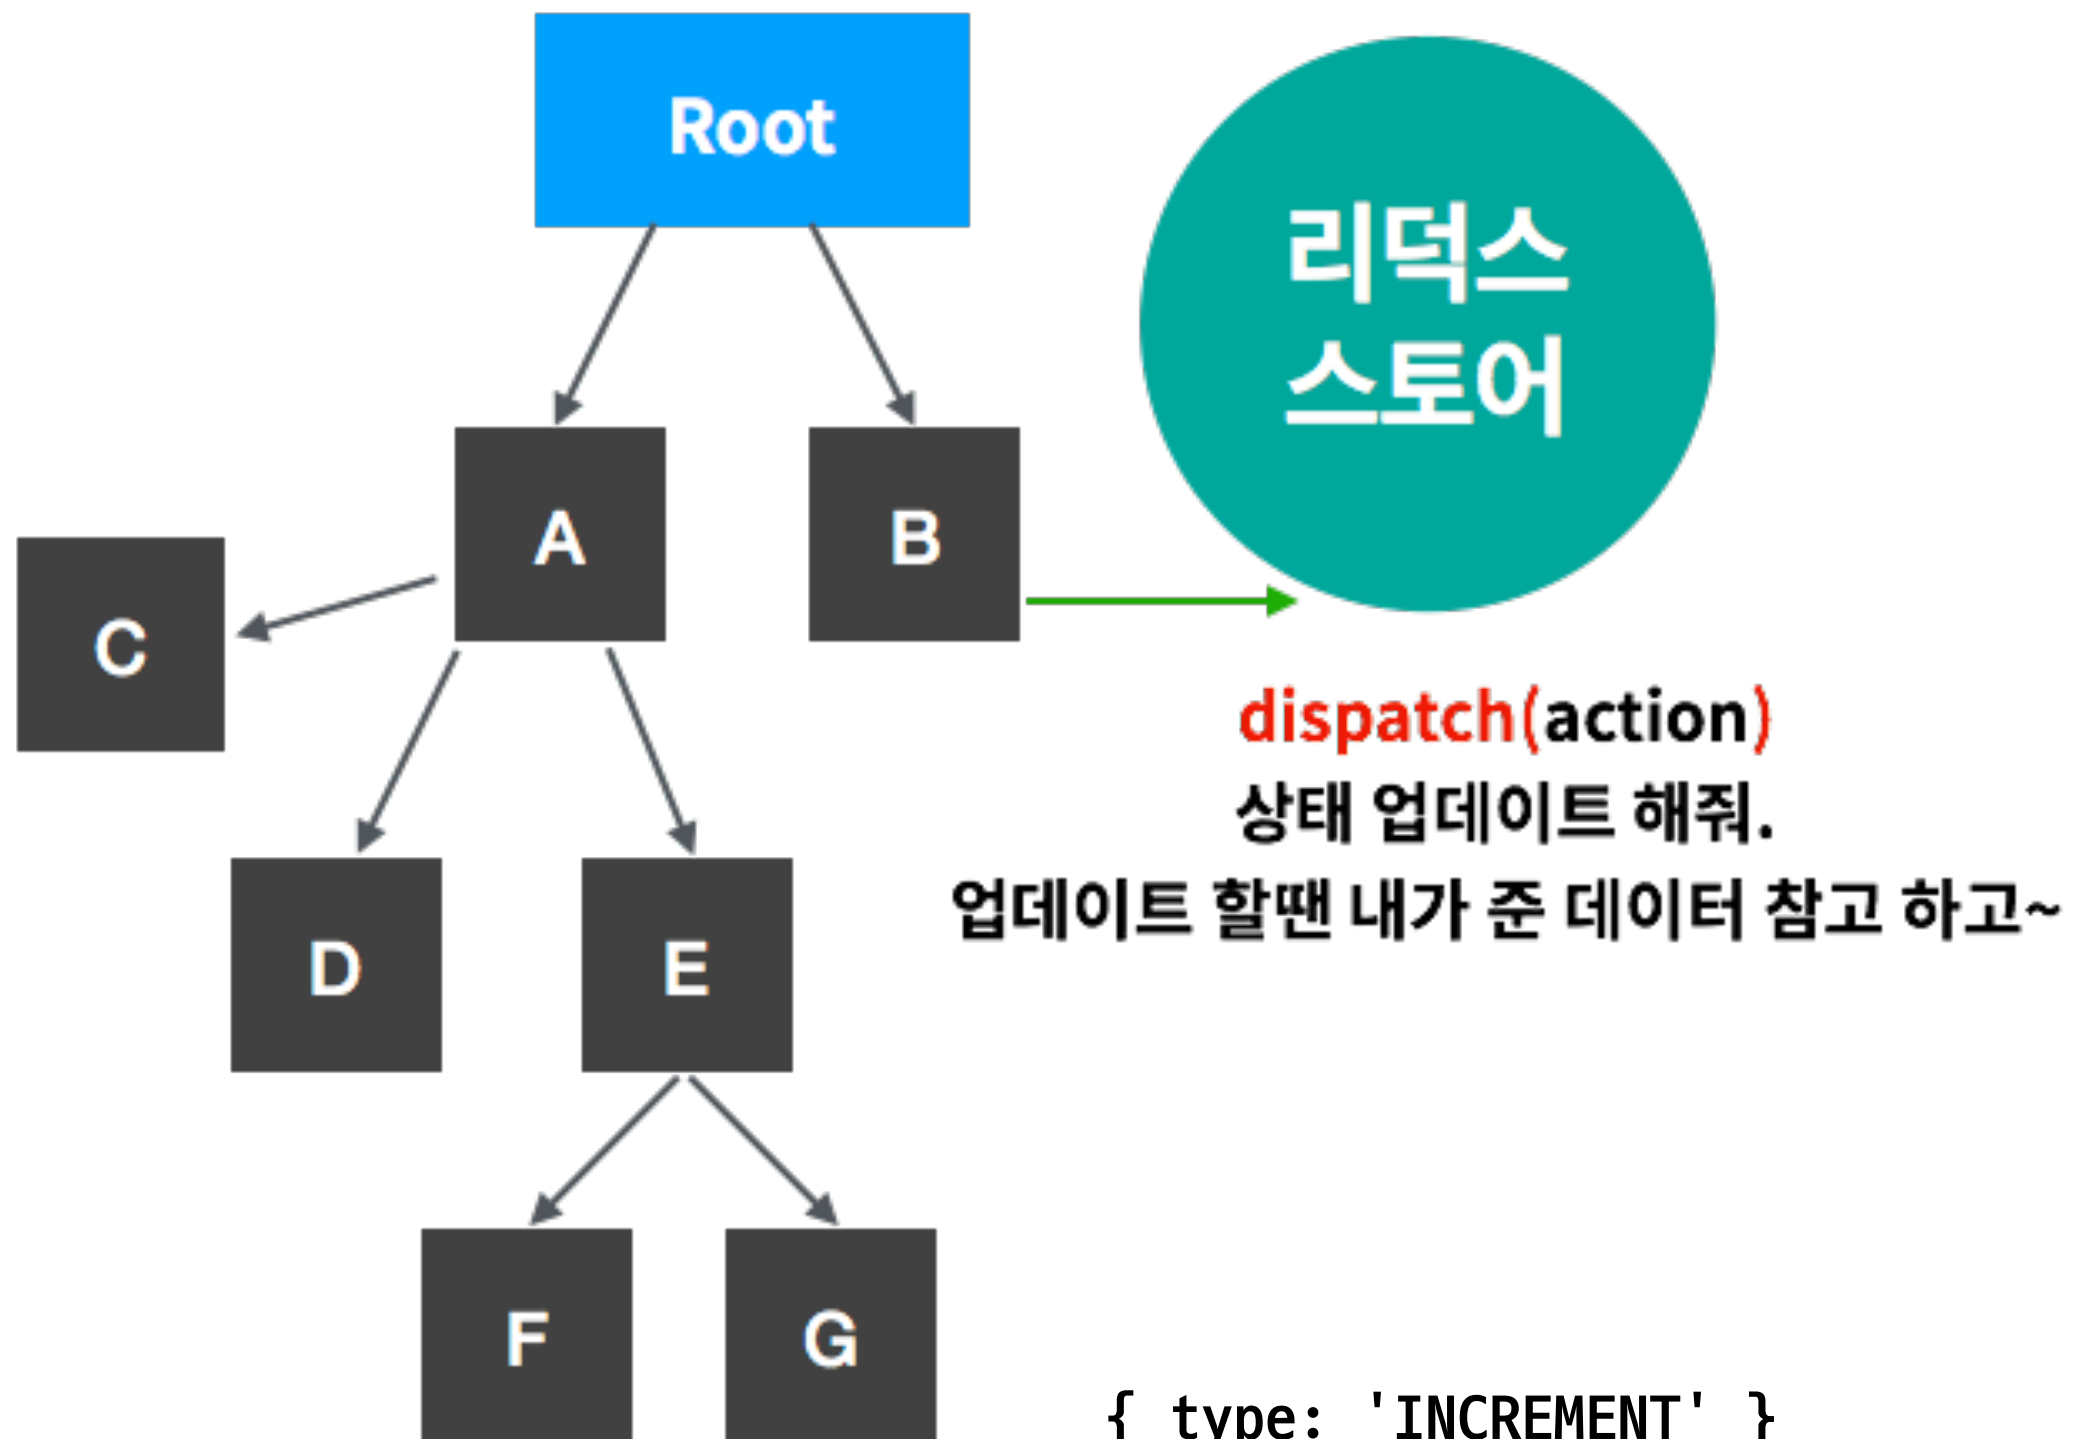 Root
리덕스
스토어
A
B
C
dispatch(action)
상태 업데이트 해줘.
업데이트 할땐 내가 준 데이터 참고 하고~
D
E
F
G
{ type: 'INCREMENT' }